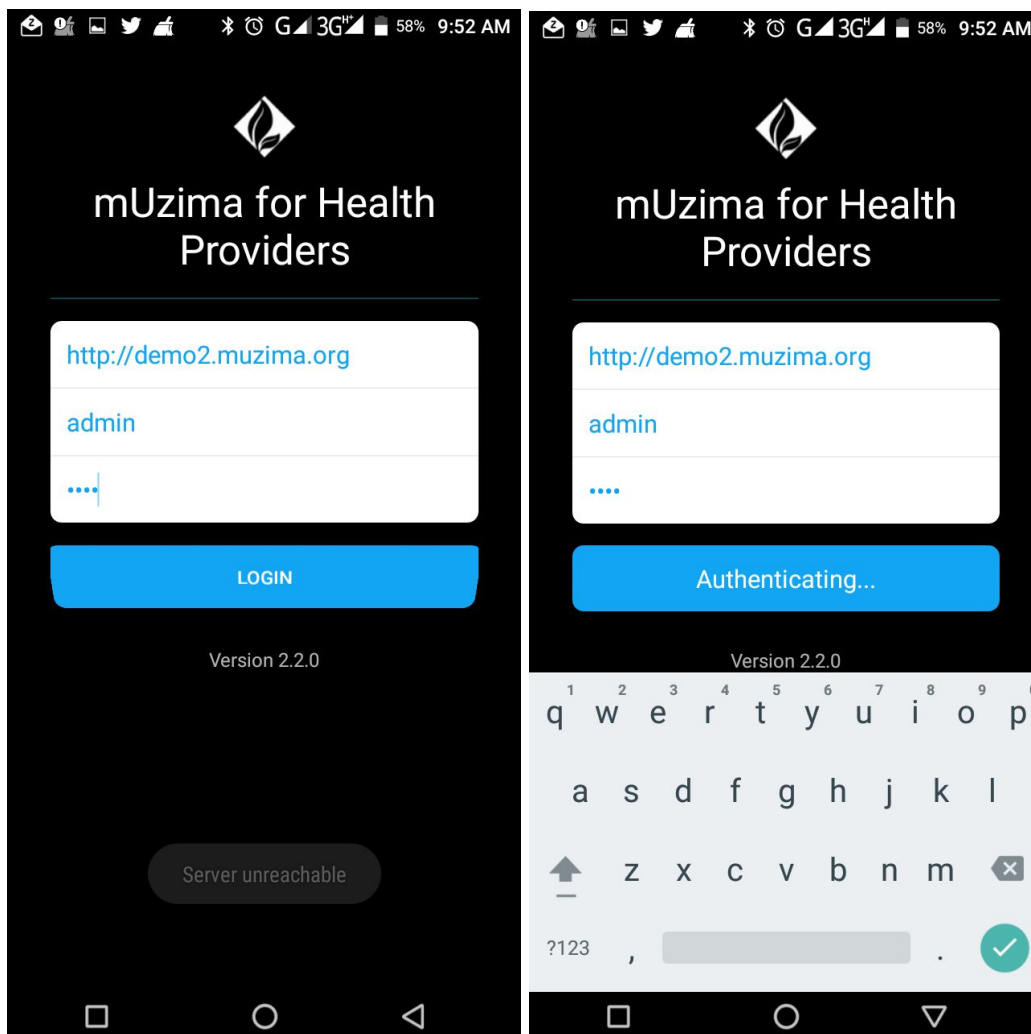 G 3G H+ 58% 9:52 AM
mUzima for Health
Providers
http://demo2.muzima.org
admin
••••
LOGIN
Version 2.2.0
Server unreachable
G 3G H 58% 9:52 AM
mUzima for Health
Providers
http://demo2.muzima.org
admin
••••
Authenticating...
Version 2.2.0
1 2 3 4 5 6 7 8 9
q w e r t y u i o p
a s d f g h j k l
z x c v b n m
?123 , .